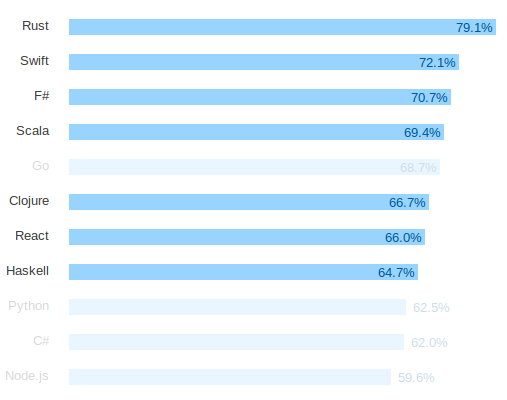 Rust 79.1%
Swift 72.1%
F# 70.7%
Scala 69.4%
Go 68.7%
Clojure 66.7%
React 66.0%
Haskell 64.7%
Python 62.5%
C# 62.0%
Node.js 59.6%